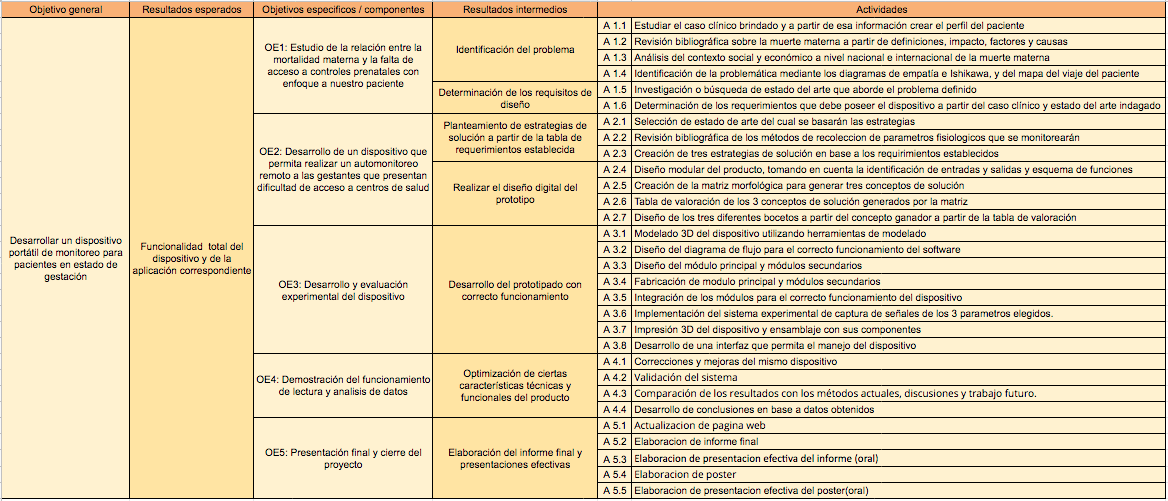 Objetivo general
Resultados esperados
Objetivos especificos / componentes
Resultados intermedios
Actividades
Desarrollar un dispositivo
portátil de monitoreo para
pacientes en estado de
gestación
Funcionalidad total del
dispositivo y de la
aplicación correspondiente
OE1: Estudio de la relación entre la
mortalidad materna y la falta de
acceso a controles prenatales con
enfoque a nuestro paciente
Identificación del problema
A 1.1 Estudiar el caso clínico brindado y a partir de esa información crear el perfil del paciente
A 1.2 Revisión bibliográfica sobre la muerte materna a partir de definiciones, impacto, factores y causas
A 1.3 Análisis del contexto social y económico a nivel nacional e internacional de la muerte materna
A 1.4 Identificación de la problemática mediante los diagramas de empatía e Ishikawa, y del mapa del viaje del paciente
Determinación de los requisitos de
diseño
A 1.5 Investigación o búsqueda de estado del arte que aborde el problema definido
A 1.6 Determinación de los requerimientos que debe poseer el dispositivo a partir del caso clínico y estado del arte indagado
OE2: Desarrollo de un dispositivo que
permita realizar un automonitoreo
remoto a las gestantes que presentan
dificultad de acceso a centros de salud
Planteamiento de estrategias de
solución a partir de la tabla de
requerimientos establecida
A 2.1 Selección de estado de arte del cual se basarán las estrategias
A 2.2 Revisión bibliográfica de los métodos de recoleccion de parametros fisiologicos que se monitorearán
A 2.3 Creación de tres estrategias de solución en base a los requirimientos establecidos
Realizar el diseño digital del
prototipo
A 2.4 Diseño modular del producto, tomando en cuenta la identificación de entradas y salidas y esquema de funciones
A 2.5 Creación de la matriz morfológica para generar tres conceptos de solución
A 2.6 Tabla de valoración de los 3 conceptos de solución generados por la matriz
A 2.7 Diseño de los tres diferentes bocetos a partir del concepto ganador a partir de la tabla de valoración
OE3: Desarrollo y evaluación
experimental del dispositivo
Desarrollo del prototipado con
correcto funcionamiento
A 3.1 Modelado 3D del dispositivo utilizando herramientas de modelado
A 3.2 Diseño del diagrama de flujo para el correcto funcionamiento del software
A 3.3 Diseño del módulo principal y módulos secundarios
A 3.4 Fabricación de modulo principal y módulos secundarios
A 3.5 Integración de los módulos para el correcto funcionamiento del dispositivo
A 3.6 Implementación del sistema experimental de captura de señales de los 3 parametros elegidos.
A 3.7 Impresión 3D del dispositivo y ensamblaje con sus componentes
A 3.8 Desarrollo de una interfaz que permita el manejo del dispositivo
OE4: Demostración del funcionamiento
de lectura y analisis de datos
Optimización de ciertas
características técnicas y
funcionales del producto
A 4.1 Correcciones y mejoras del mismo dispositivo
A 4.2 Validación del sistema
A 4.3 Comparación de los resultados con los métodos actuales, discusiones y trabajo futuro.
A 4.4 Desarrollo de conclusiones en base a datos obtenidos
OE5: Presentación final y cierre del
proyecto
Elaboración del informe final y
presentaciones efectivas
A 5.1 Actualizacion de pagina web
A 5.2 Elaboracion de informe final
A 5.3 Elaboracion de presentacion efectiva del informe (oral)
A 5.4 Elaboracion de poster
A 5.5 Elaboracion de presentacion efectiva del poster(oral)